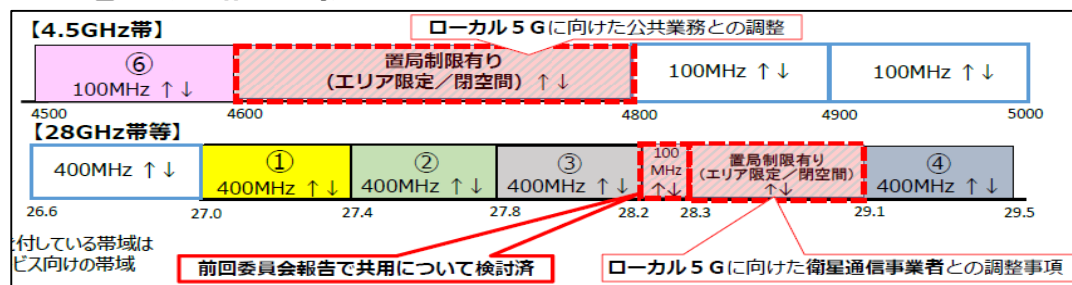 【4.5GHz帯】
ローカル５Gに向けた公共業務との調整
⑥
100MHz ↑↓
置局制限有り
(エリア限定／閉空間) ↑↓
100MHz ↑↓
100MHz ↑↓
4500
4600
4800
4900
5000
【28GHz帯等】
400MHz ↑↓
①
400MHz ↑↓
②
400MHz ↑↓
③
400MHz ↑↓
100
MHz
↑↓
置局制限有り
(エリア限定／閉空間)
↑↓
④
400MHz ↑↓
26.6
27.0
27.4
27.8
28.2
28.3
29.1
29.5
付している帯域は
ビス向けの帯域
前回委員会報告で共用について検討済
ローカル５Gに向けた衛星通信事業者との調整事項